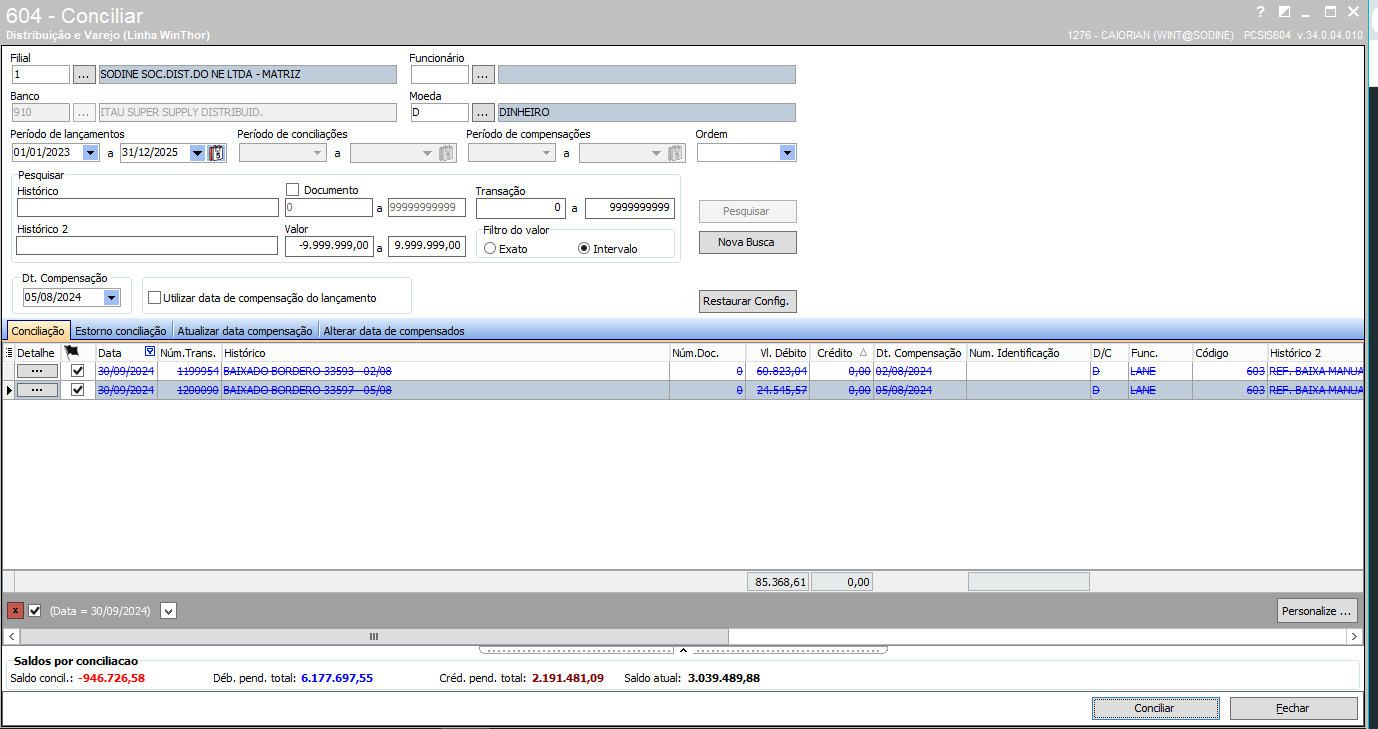 604 - Conciliar
?
Distribuição e Varejo (Linha WinThor)
1276 - CAIORIAN (WINT@SODINE) PCSIS604 v.34.0.04.010
Filial
Funcionário
1 ... SODINE SOC.DIST.DO NE LTDA - MATRIZ ...
Banco
Moeda
910 ... ITAU SUPER SUPPLY DISTRIBUID. D ... DINHEIRO
Período de lançamentos Período de conciliações Período de compensações Ordem
01/01/2023 a 31/12/2025 a a
Pesquisar
Histórico Documento Transação
0 a 99999999999 0 a 9999999999
Pesquisar
Histórico 2 Valor Filtro do valor
-9.999.999,00 a 9.999.999,00 Exato Intervalo
Nova Busca
Dt. Compensação
05/08/2024 Utilizar data de compensação do lançamento
Restaurar Config.
Conciliação Estorno conciliação Atualizar data compensação Alterar data de compensados
Detalhe Data Núm.Trans. Histórico Núm.Doc. Vl. Débito Crédito Dt. Compensação Num. Identificação D/C Func. Código Histórico 2
... 30/09/2024 1199954 BAIXADO BORDERO 33593 - 02/08 0 60.823,04 0,00 02/08/2024 D LANE 603 REF. BAIXA MANUA
... 30/09/2024 1200090 BAIXADO BORDERO 33597 - 05/08 0 24.545,57 0,00 05/08/2024 D LANE 603 REF. BAIXA MANUA
85.368,61 0,00
x (Data = 30/09/2024) Personalize ...
Saldos por conciliacao
Saldo concil.: -946.726,58 Déb. pend. total: 6.177.697,55 Créd. pend. total: 2.191.481,09 Saldo atual: 3.039.489,88
Conciliar Fechar